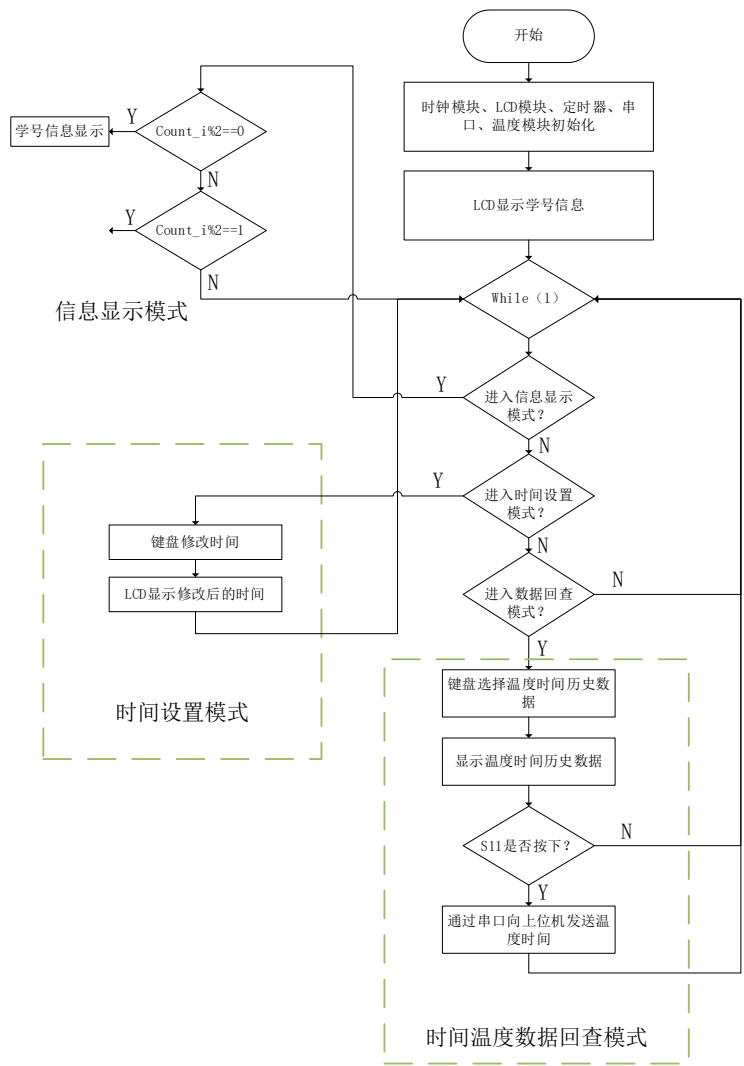 开始
时钟模块、LCD模块、定时器、串
口、温度模块初始化
LCD显示学号信息
While（1）
进入信息显示
模式？
Y
N
进入时间设置
模式？
Y
N
进入数据回查
模式？
N
Y
Count_i%2==0
Y
学号信息显示
N
Count_i%2==1
Y
N
信息显示模式
键盘修改时间
LCD显示修改后的时间
时间设置模式
键盘选择温度时间历史数
据
显示温度时间历史数据
S11是否按下？
N
Y
通过串口向上位机发送温
度时间
时间温度数据回查模式